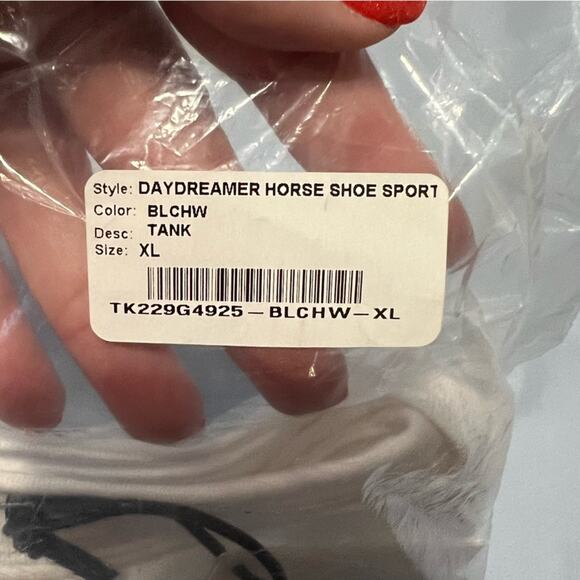 Style: DAYDREAMER HORSE SHOE SPORT
Color: BLCHW
Desc: TANK
Size: XL
TK229G4925-BLCHW-XL